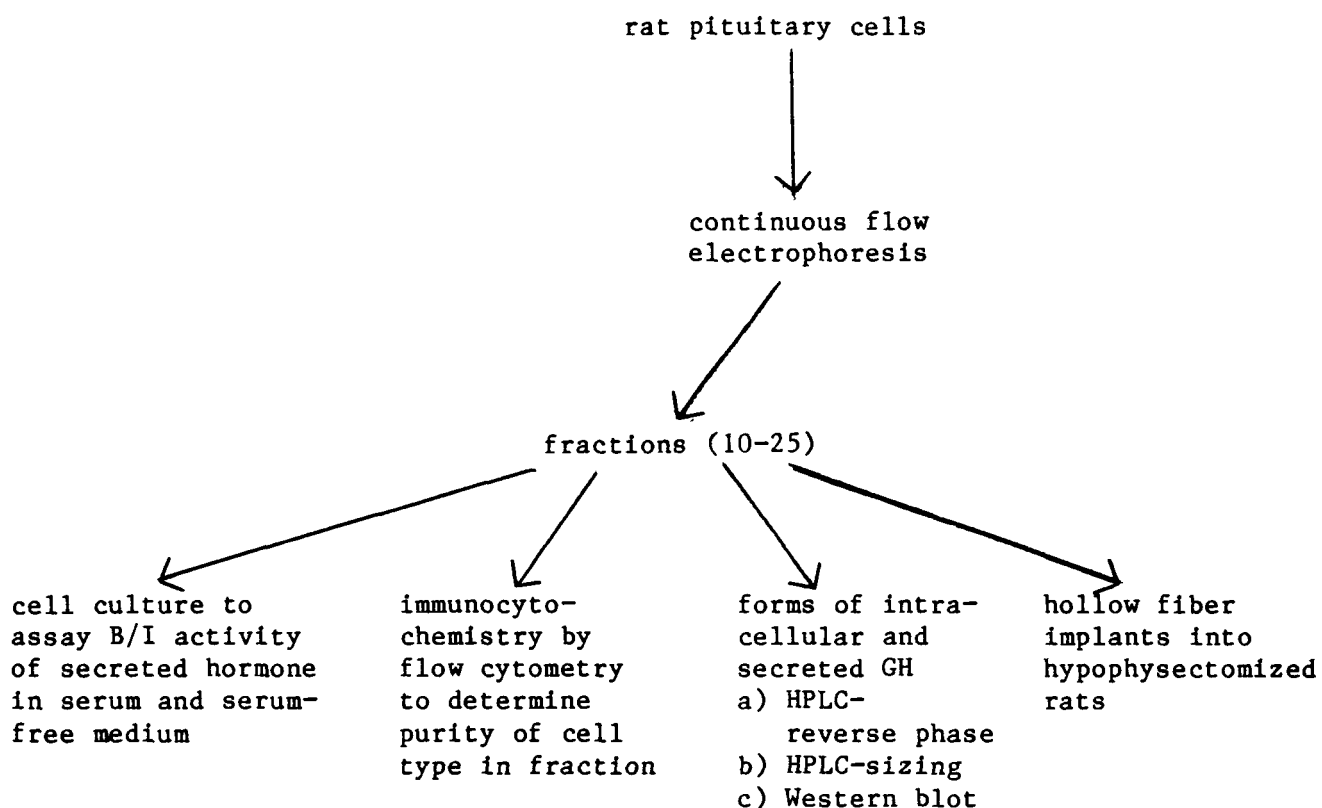 rat pituitary cells
continuous flow
electrophoresis
fractions (10-25)
cell culture to
assay B/I activity
of secreted hormone
in serum and serum-
free medium
immunocyto-
chemistry by
flow cytometry
to determine
purity of cell
type in fraction
forms of intra-
cellular and
secreted GH
a) HPLC-
reverse phase
b) HPLC-sizing
c) Western blot
hollow fiber
implants into
hypophysectomized
rats